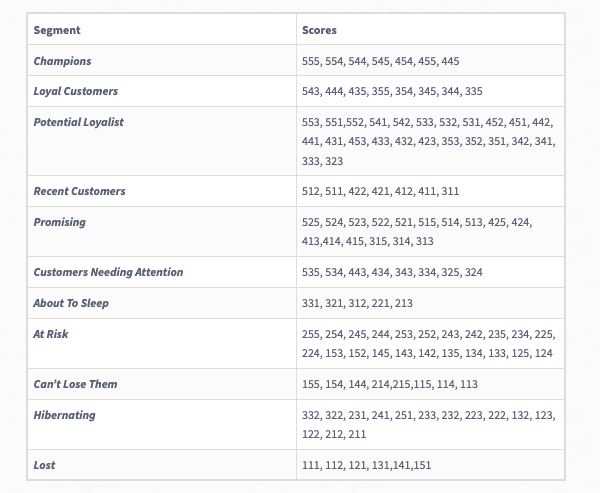 Segment Scores
Champions 555, 554, 544, 545, 454, 455, 445
Loyal Customers 543, 444, 435, 355, 354, 345, 344, 335
Potential Loyalist 553, 551,552, 541, 542, 533, 532, 531, 452, 451, 442,
441, 431, 453, 433, 432, 423, 353, 352, 351, 342, 341,
333, 323
Recent Customers 512, 511, 422, 421, 412, 411, 311
Promising 525, 524, 523, 522, 521, 515, 514, 513, 425, 424,
413,414, 415, 315, 314, 313
Customers Needing Attention 535, 534, 443, 434, 343, 334, 325, 324
About To Sleep 331, 321, 312, 221, 213
At Risk 255, 254, 245, 244, 253, 252, 243, 242, 235, 234, 225,
224, 153, 152, 145, 143, 142, 135, 134, 133, 125, 124
Can't Lose Them 155, 154, 144, 214,215,115, 114, 113
Hibernating 332, 322, 231, 241, 251, 233, 232, 223, 222, 132, 123,
122, 212, 211
Lost 111, 112, 121, 131,141,151